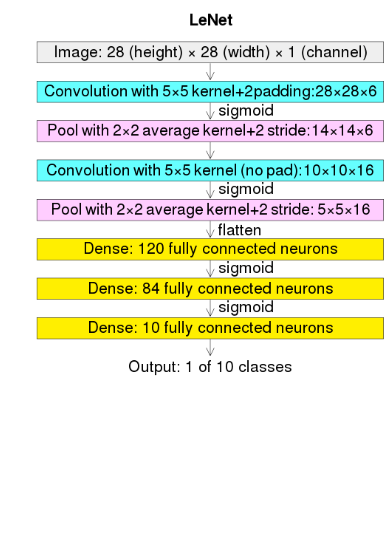 LeNet
Image: 28 (height) × 28 (width) × 1 (channel)
Convolution with 5×5 kernel+2padding:28×28×6
sigmoid
Pool with 2×2 average kernel+2 stride:14×14×6
Convolution with 5×5 kernel (no pad):10×10×16
sigmoid
Pool with 2×2 average kernel+2 stride: 5×5×16
flatten
Dense: 120 fully connected neurons
sigmoid
Dense: 84 fully connected neurons
sigmoid
Dense: 10 fully connected neurons
Output: 1 of 10 classes